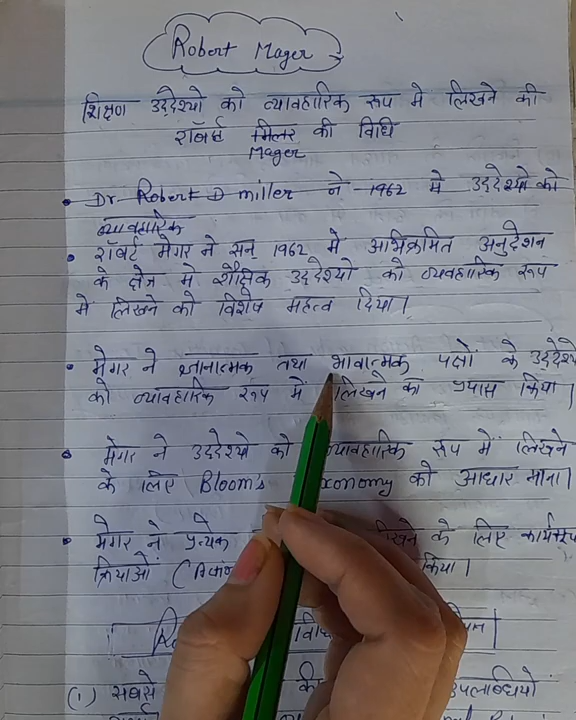 Robert Mager
शिक्षण उद्देश्यो को व्यावहारिक रूप मे लिखने की
रॉबर्ट मिलर की विधि
Mager
Dr. Robert D miller ने 1962 मे उद्देश्यो को
व्यावहारिक
रॉबर्ट मेगर ने सन् 1962 मे अभिक्रमित अनुदेशन
के क्षेत्र मे शैक्षिक उद्देश्यो को व्यवहारिक रूप
मे लिखने को विशेष महत्व दिया।
मेगर ने ज्ञानात्मक तथा भावात्मक पक्षों के उद्देश्यो
को व्यावहारिक रूप में लिखने का प्रयास किया।
मेगर ने उद्देश्यो को व्यावहारिक रूप में लिखने
के लिए Bloom's xonomy को आधार माना।
मेगर ने प्रत्येक लिखने के लिए कार्यसूचक
क्रियाओं (Action किया।
Ro विधि
(1) सबसे की उपलब्धियो